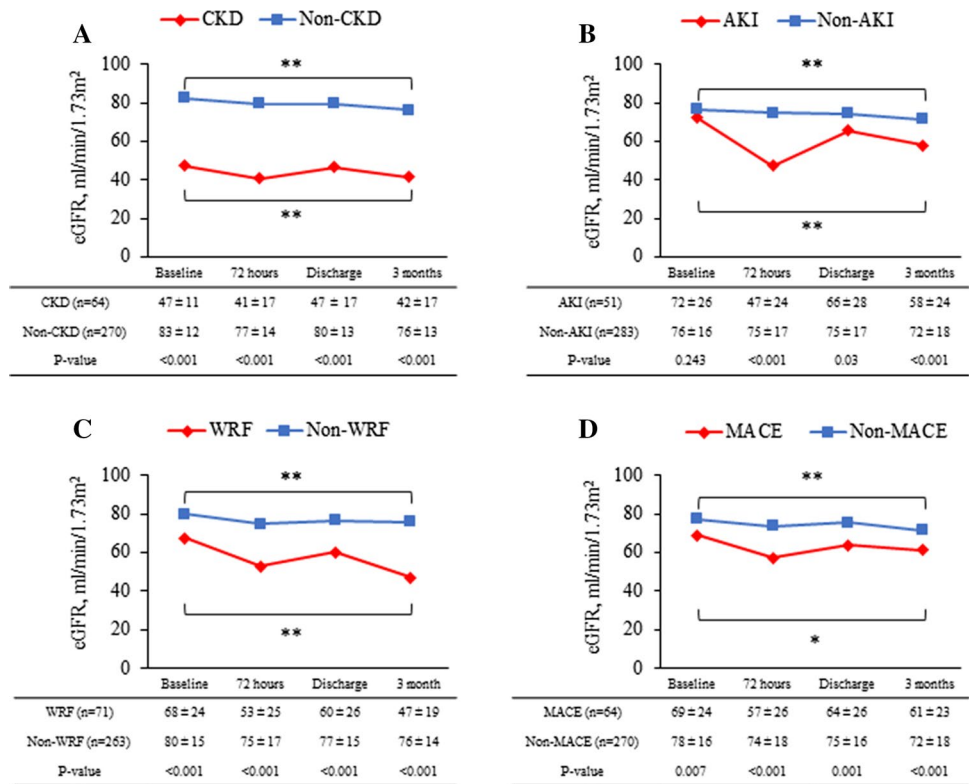 A
CKD Non-CKD
eGFR, ml/min/1.73m²
100
80
60
40
20
0
**
**
Baseline 72 hours Discharge 3 months
CKD (n=64) 47 ± 11 41 ± 17 47 ± 17 42 ± 17
Non-CKD (n=270) 83 ± 12 77 ± 14 80 ± 13 76 ± 13
P-value <0.001 <0.001 <0.001 <0.001
B
AKI Non-AKI
eGFR, ml/min/1.73m²
100
80
60
40
20
0
**
**
Baseline 72 hours Discharge 3 months
AKI (n=51) 72 ± 26 47 ± 24 66 ± 28 58 ± 24
Non-AKI (n=283) 76 ± 16 75 ± 17 75 ± 17 72 ± 18
P-value 0.243 <0.001 0.03 <0.001
C
WRF Non-WRF
eGFR, ml/min/1.73m²
100
80
60
40
20
0
**
**
Baseline 72 hours Discharge 3 month
WRF (n=71) 68 ± 24 53 ± 25 60 ± 26 47 ± 19
Non-WRF (n=263) 80 ± 15 75 ± 17 77 ± 15 76 ± 14
P-value <0.001 <0.001 <0.001 <0.001
D
MACE Non-MACE
eGFR, ml/min/1.73m²
100
80
60
40
20
0
**
*
Baseline 72 hours Discharge 3 months
MACE (n=64) 69 ± 24 57 ± 26 64 ± 26 61 ± 23
Non-MACE (n=270) 78 ± 16 74 ± 18 75 ± 16 72 ± 18
P-value 0.007 <0.001 0.001 <0.001